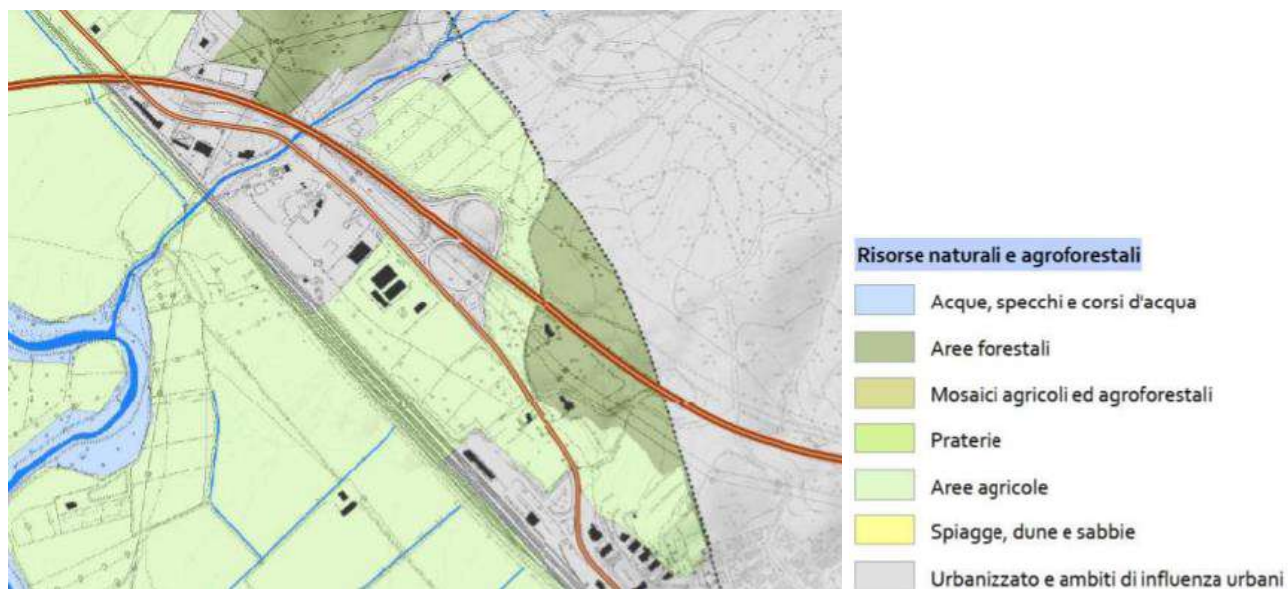 Risorse naturali e agroforestali
Acque, specchi e corsi d'acqua
Aree forestali
Mosaici agricoli ed agroforestali
Praterie
Aree agricole
Spiagge, dune e sabbie
Urbanizzato e ambiti di influenza urbani